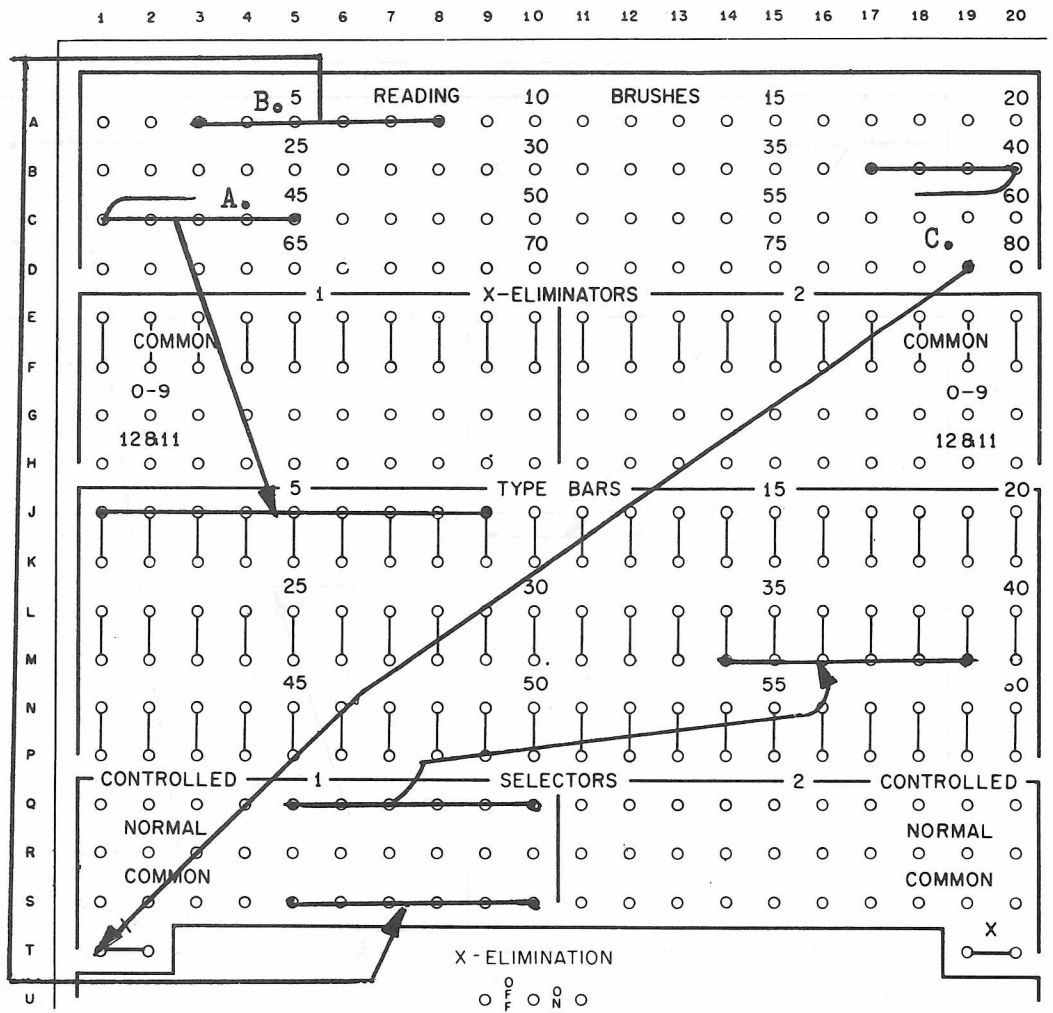 1 2 3 4 5 6 7 8 9 10 11 12 13 14 15 16 17 18 19 20
B. 5 READING 10 BRUSHES 15 20
A
25 30 35 40
B
A. 45 50 55 60
C
65 70 75 C. 80
D
1 X-ELIMINATORS 2
E
COMMON COMMON
F
0-9 0-9
G
12&11 12&11
H
5 TYPE BARS 15 20
J
K
25 30 35 40
L
M
45 50 55 60
N
P
CONTROLLED 1 SELECTORS 2 CONTROLLED
Q
NORMAL NORMAL
R
COMMON COMMON
S
X X
T
X-ELIMINATION
U OFF ON